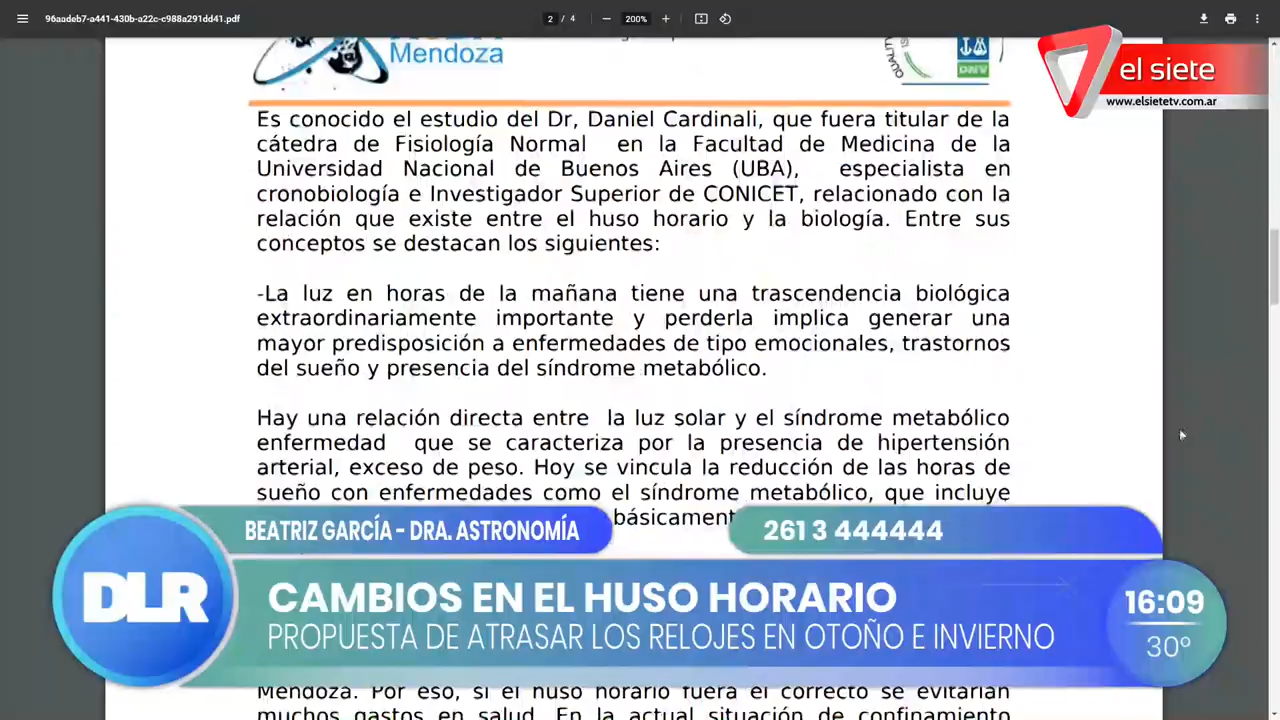 96aadeb7-a441-430b-a22c-c988a291dd41.pdf
2 / 4
200%
Mendoza
DNV
el siete
www.elsietetv.com.ar
Es conocido el estudio del Dr, Daniel Cardinali, que fuera titular de la
cátedra de Fisiología Normal en la Facultad de Medicina de la
Universidad Nacional de Buenos Aires (UBA), especialista en
cronobiología e Investigador Superior de CONICET, relacionado con la
relación que existe entre el huso horario y la biología. Entre sus
conceptos se destacan los siguientes:
-La luz en horas de la mañana tiene una trascendencia biológica
extraordinariamente importante y perderla implica generar una
mayor predisposición a enfermedades de tipo emocionales, trastornos
del sueño y presencia del síndrome metabólico.
Hay una relación directa entre la luz solar y el síndrome metabólico
enfermedad que se caracteriza por la presencia de hipertensión
arterial, exceso de peso. Hoy se vincula la reducción de las horas de
sueño con enfermedades como el síndrome metabólico, que incluye
BEATRIZ GARCÍA - DRA. ASTRONOMÍA
261 3 444444
DLR
CAMBIOS EN EL HUSO HORARIO
PROPUESTA DE ATRASAR LOS RELOJES EN OTOÑO E INVIERNO
16:09
30º
Mendoza. Por eso, si el huso horario fuera el correcto se evitarían
muchos gastos en salud. En la actual situación de confinamiento